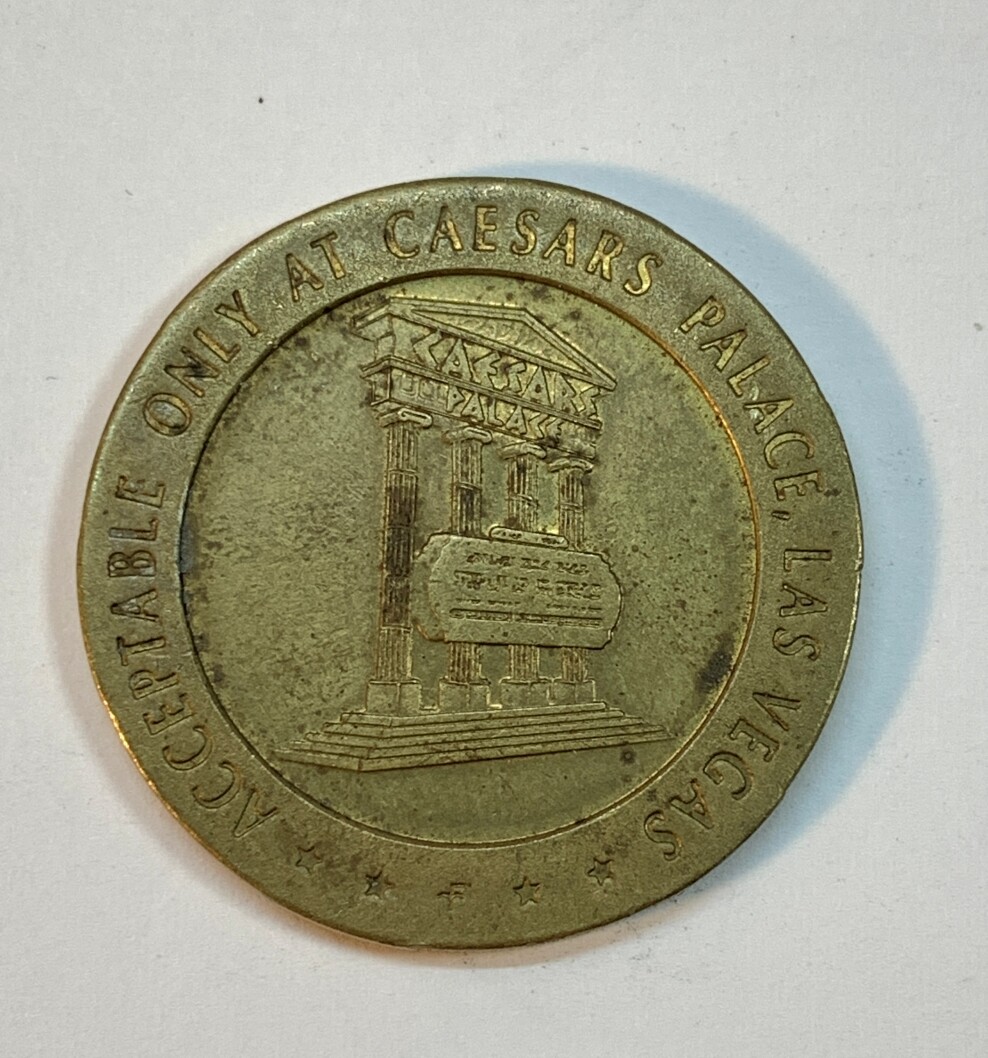 ACCEPTABLE ONLY AT CAESARS PALACE, LAS VEGAS
CAESARS
PALACE